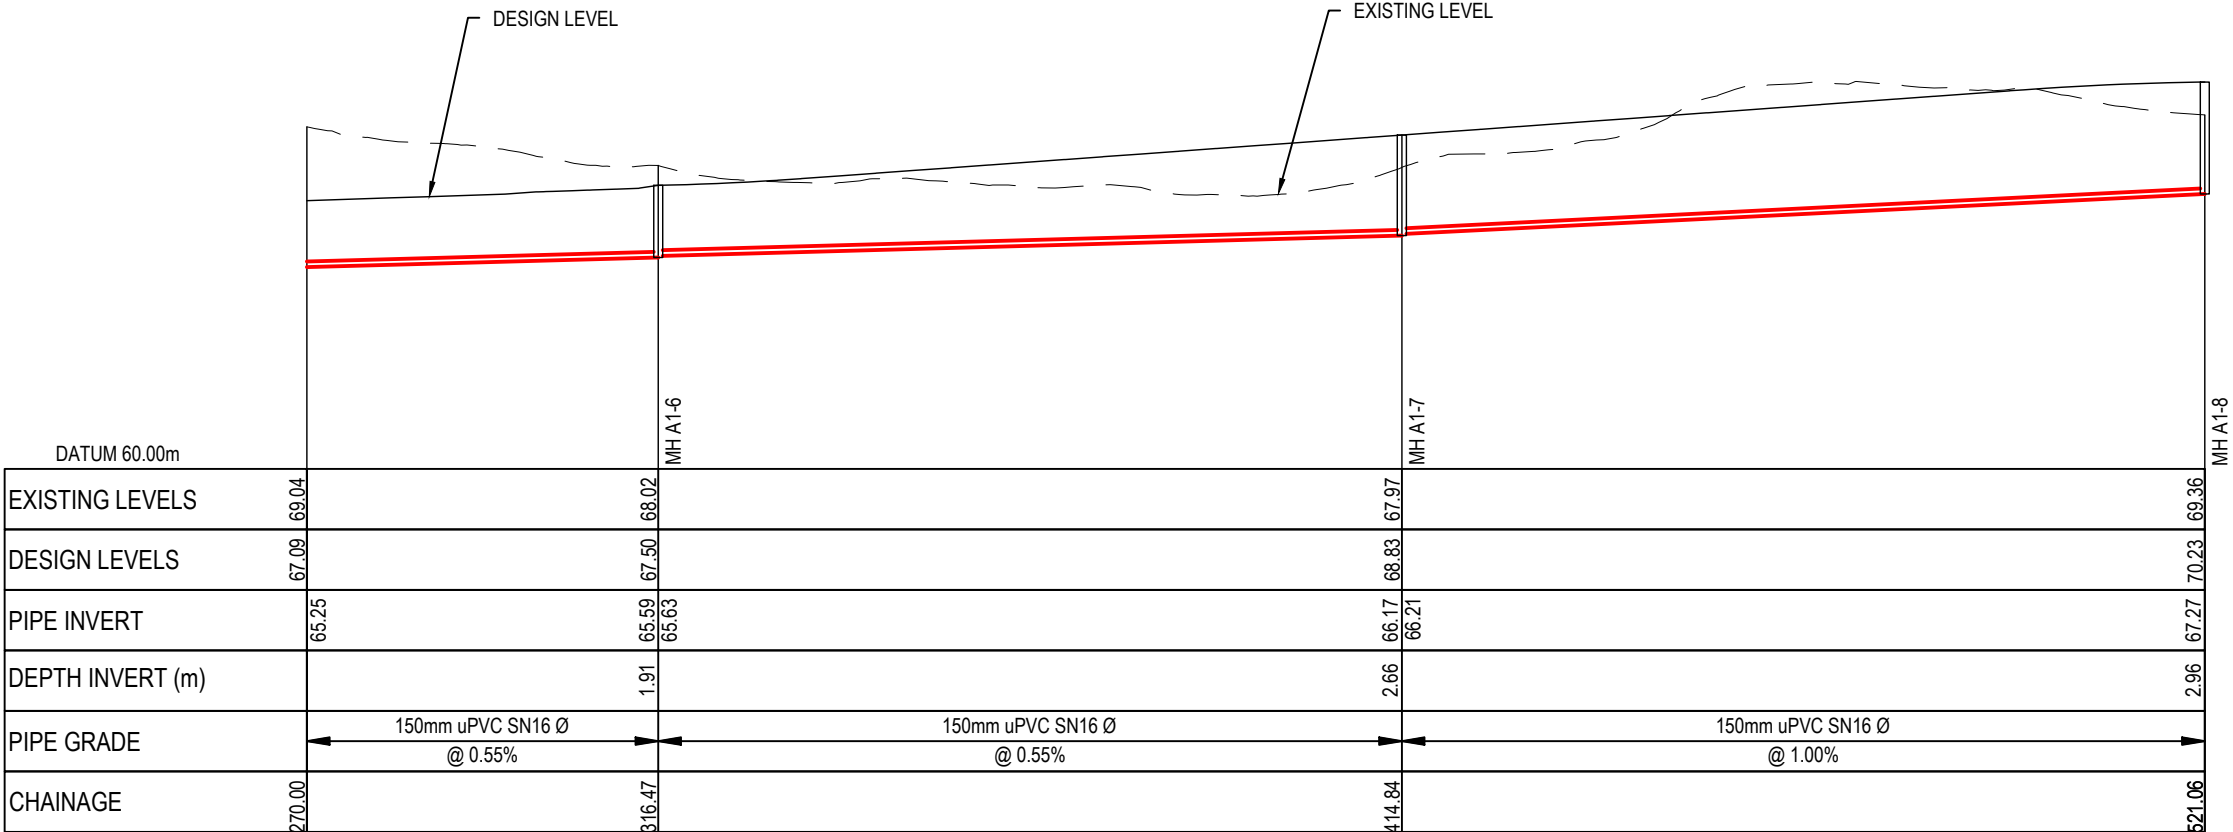 DESIGN LEVEL
EXISTING LEVEL
MH A1-6
MH A1-7
MH A1-8
DATUM 60.00m
EXISTING LEVELS 69.04 68.02 67.97 69.36
DESIGN LEVELS 67.09 67.50 68.83 70.23
PIPE INVERT 65.25 65.59 65.63 66.17 66.21 67.27
DEPTH INVERT (m) 1.91 2.66 2.96
PIPE GRADE
150mm uPVC SN16 Ø
@ 0.55%
150mm uPVC SN16 Ø
@ 0.55%
150mm uPVC SN16 Ø
@ 1.00%
CHAINAGE 270.00 316.47 414.84 521.06